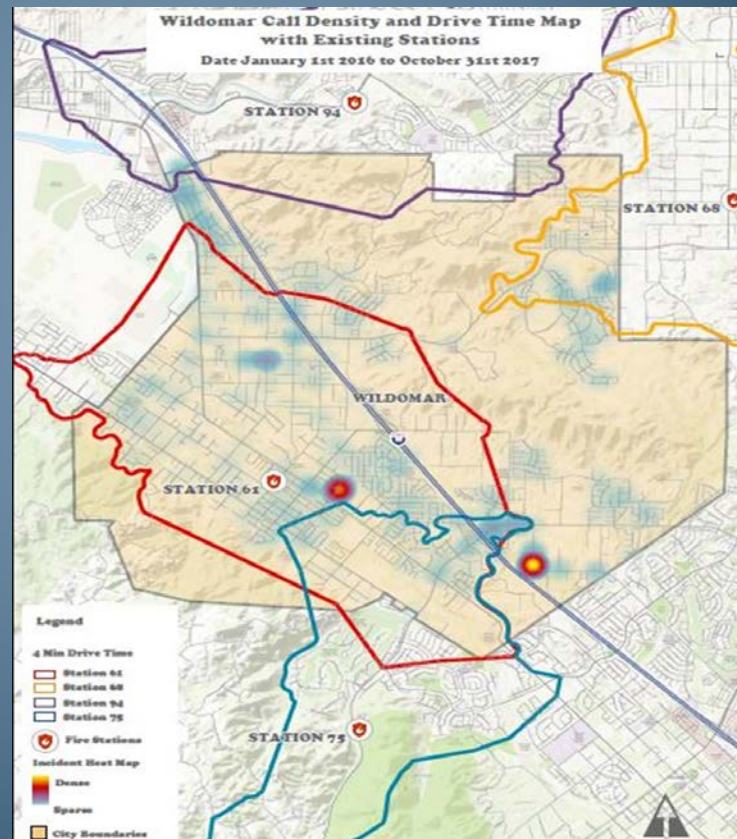 Wildomar Call Density and Drive Time Map
with Existing Stations
Date January 1st 2016 to October 31st 2017
STATION 94
STATION 68
WILDOMAR
STATION 61
STATION 75
Legend
4 Min Drive Time
Station 61
Station 68
Station 94
Station 75
Fire Stations
Incident Heat Map
Dense
Sparse
City Boundaries